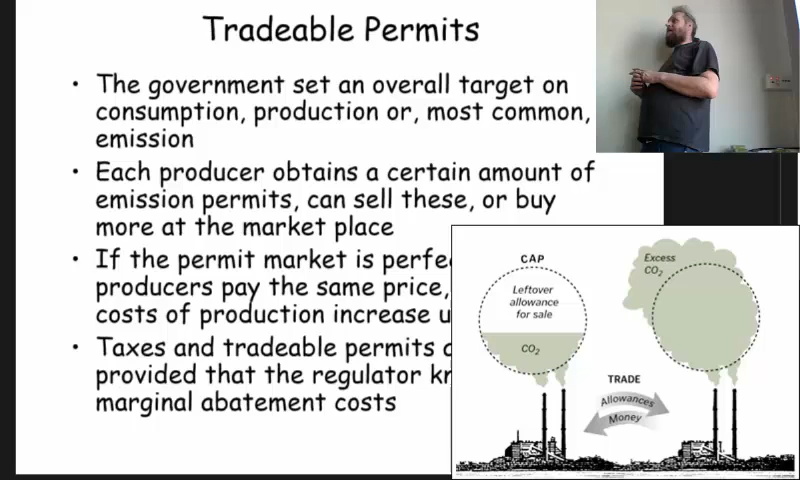 Tradeable Permits
• The government set an overall target on
consumption, production or, most common,
emission
• Each producer obtains a certain amount of
emission permits, can sell these, or buy
more at the market place
• If the permit market is
producers pay the same price,
costs of production increase
• Taxes and tradeable permits
provided that the regulator
marginal abatement costs
CAP
Leftover
allowance
for sale
CO₂
Excess
CO₂
TRADE
Allowances
Money